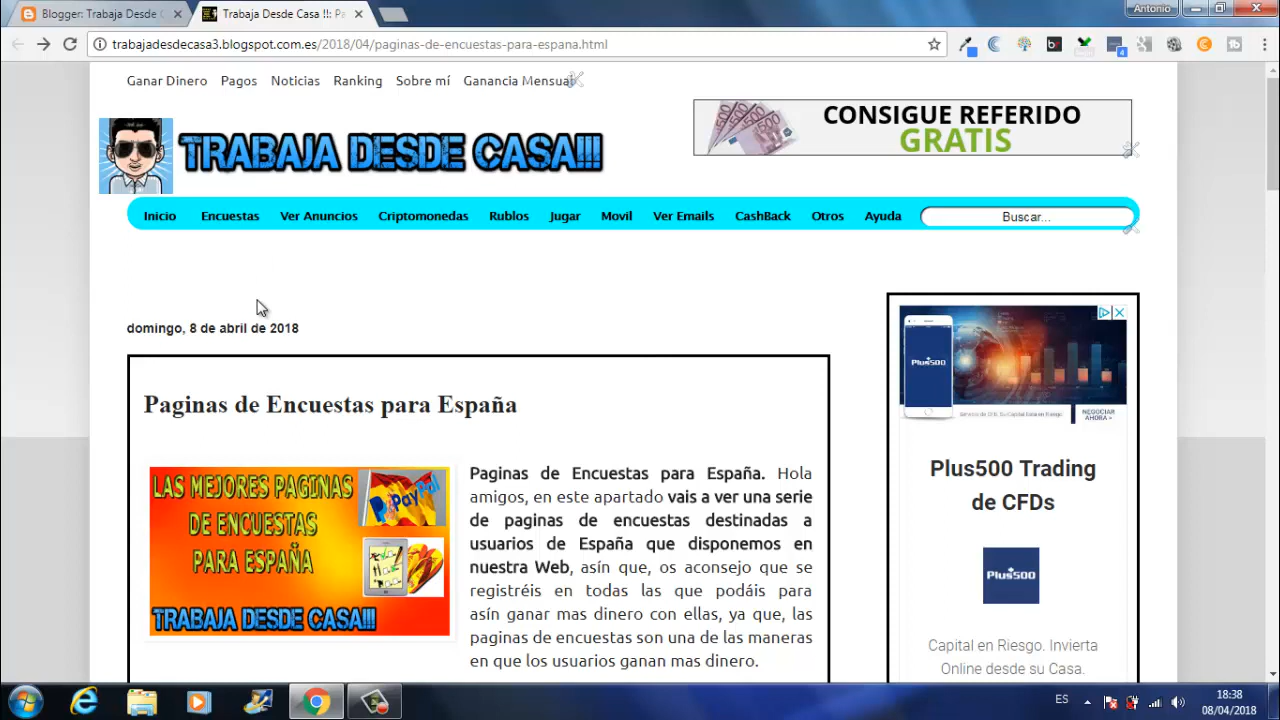 Blogger: Trabaja Desde C
Trabaja Desde Casa !!: Pa
Antonio
trabajadesdecasa3.blogspot.com.es/2018/04/paginas-de-encuestas-para-espana.html
Ganar Dinero Pagos Noticias Ranking Sobre mí Ganancia Mensual
TRABAJA DESDE CASA!!!
CONSIGUE REFERIDO
GRATIS
Inicio Encuestas Ver Anuncios Criptomonedas Rublos Jugar Movil Ver Emails CashBack Otros Ayuda Buscar...
domingo, 8 de abril de 2018
Paginas de Encuestas para España
LAS MEJORES PAGINAS
DE ENCUESTAS
PARA ESPAÑA
PayPal
TRABAJA DESDE CASA!!!
Paginas de Encuestas para España. Hola
amigos, en este apartado vais a ver una serie
de paginas de encuestas destinadas a
usuarios de España que disponemos en
nuestra Web, asín que, os aconsejo que se
registréis en todas las que podáis para
asín ganar mas dinero con ellas, ya que, las
paginas de encuestas son una de las maneras
en que los usuarios ganan mas dinero.
Plus500
NEGOCIAR
AHORA >
Plus500 Trading
de CFDs
Plus500
Capital en Riesgo. Invierta
Online desde su Casa.
ES
18:38
08/04/2018